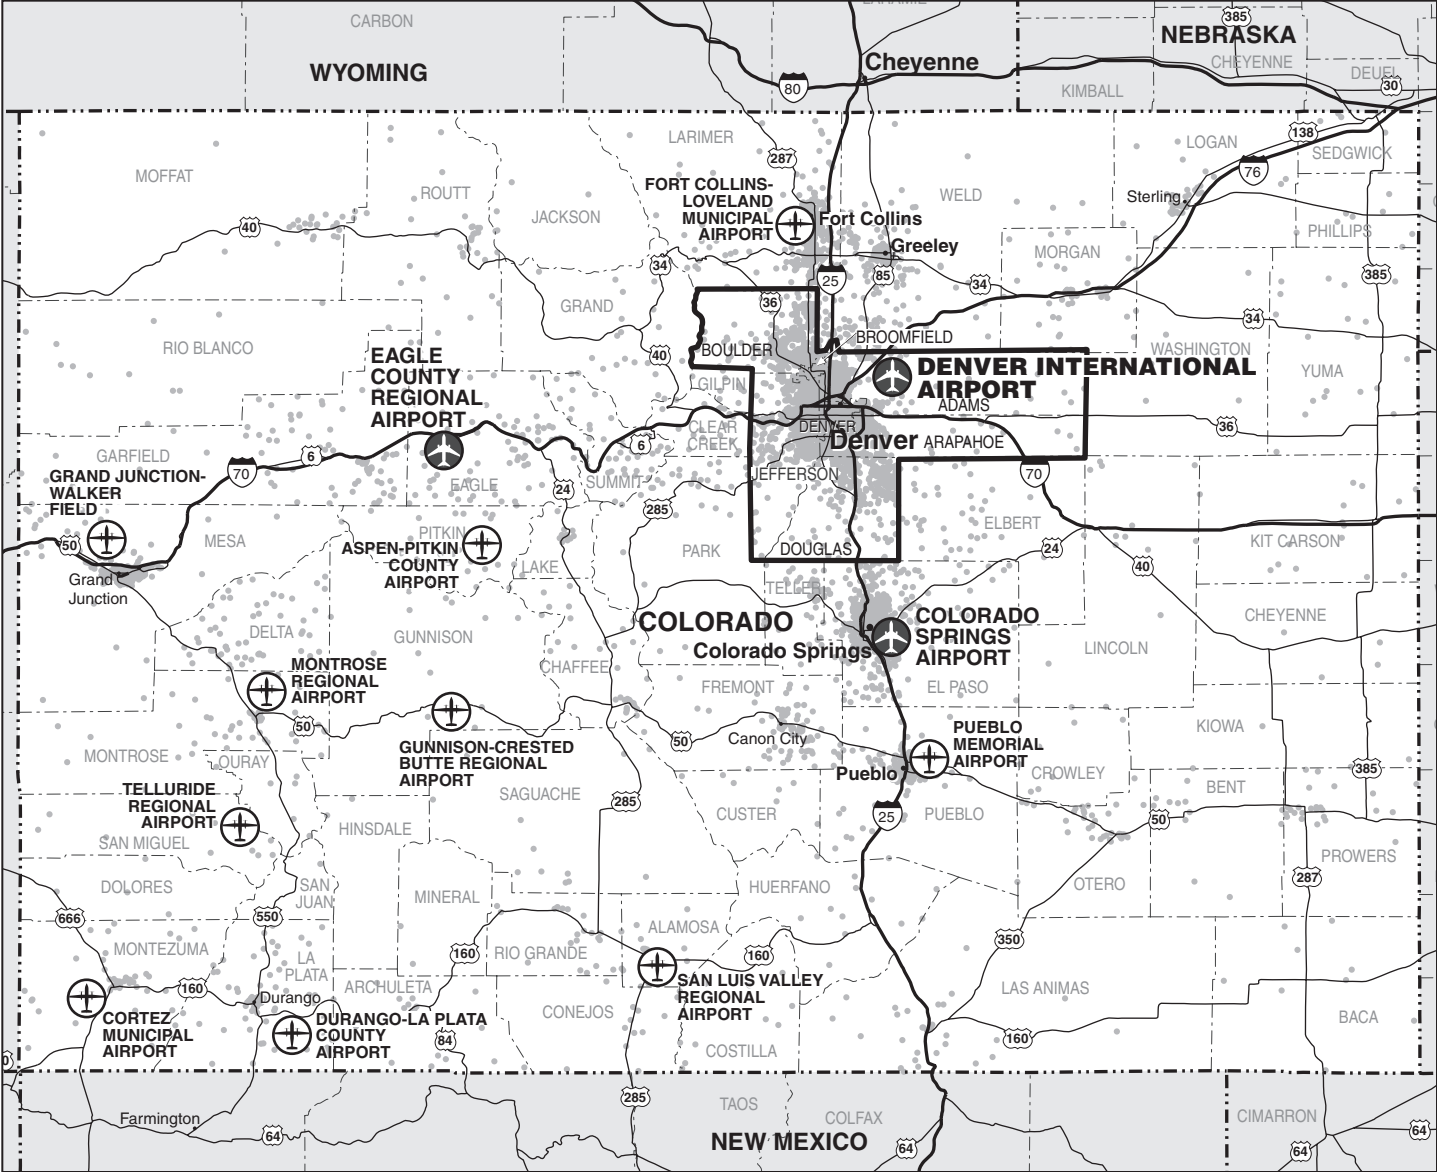 CARBON
LARAMIE
385
NEBRASKA
WYOMING
Cheyenne
CHEYENNE
DEUEL
80
KIMBALL
30
LARIMER
138
LOGAN
SEDGWICK
287
76
MOFFAT
ROUTT
FORT COLLINS-
LOVELAND
MUNICIPAL
AIRPORT
WELD
Sterling
JACKSON
Fort Collins
40
PHILLIPS
Greeley
MORGAN
34
25
85
34
385
36
GRAND
34
BROOMFIELD
RIO BLANCO
BOULDER
WASHINGTON
EAGLE
COUNTY
REGIONAL
AIRPORT
40
DENVER INTERNATIONAL
AIRPORT
YUMA
GILPIN
ADAMS
CLEAR
CREEK
DENVER
36
6
Denver
ARAPAHOE
GARFIELD
6
GRAND JUNCTION-
WALKER
FIELD
70
JEFFERSON
70
EAGLE
24
SUMMIT
285
ELBERT
PITKIN
50
MESA
ASPEN-PITKIN
COUNTY
AIRPORT
PARK
DOUGLAS
24
KIT CARSON
LAKE
40
Grand
Junction
TELLER
COLORADO
COLORADO
SPRINGS
AIRPORT
CHEYENNE
DELTA
GUNNISON
Colorado Springs
LINCOLN
MONTROSE
REGIONAL
AIRPORT
CHAFFEE
FREMONT
EL PASO
50
50
Canon City
PUEBLO
MEMORIAL
AIRPORT
KIOWA
MONTROSE
OURAY
GUNNISON-CRESTED
BUTTE REGIONAL
AIRPORT
Pueblo
CROWLEY
385
TELLURIDE
REGIONAL
AIRPORT
SAGUACHE
285
BENT
CUSTER
25
PUEBLO
50
HINSDALE
SAN MIGUEL
PROWERS
DOLORES
SAN
JUAN
MINERAL
HUERFANO
OTERO
287
666
550
ALAMOSA
350
MONTEZUMA
160
RIO GRANDE
160
LA
PLATA
SAN LUIS VALLEY
REGIONAL
AIRPORT
160
ARCHULETA
LAS ANIMAS
Durango
CORTEZ
MUNICIPAL
AIRPORT
DURANGO-LA PLATA
COUNTY
AIRPORT
CONEJOS
BACA
84
160
COSTILLA
285
TAOS
COLFAX
CIMARRON
Farmington
64
NEW MEXICO
64
64
64